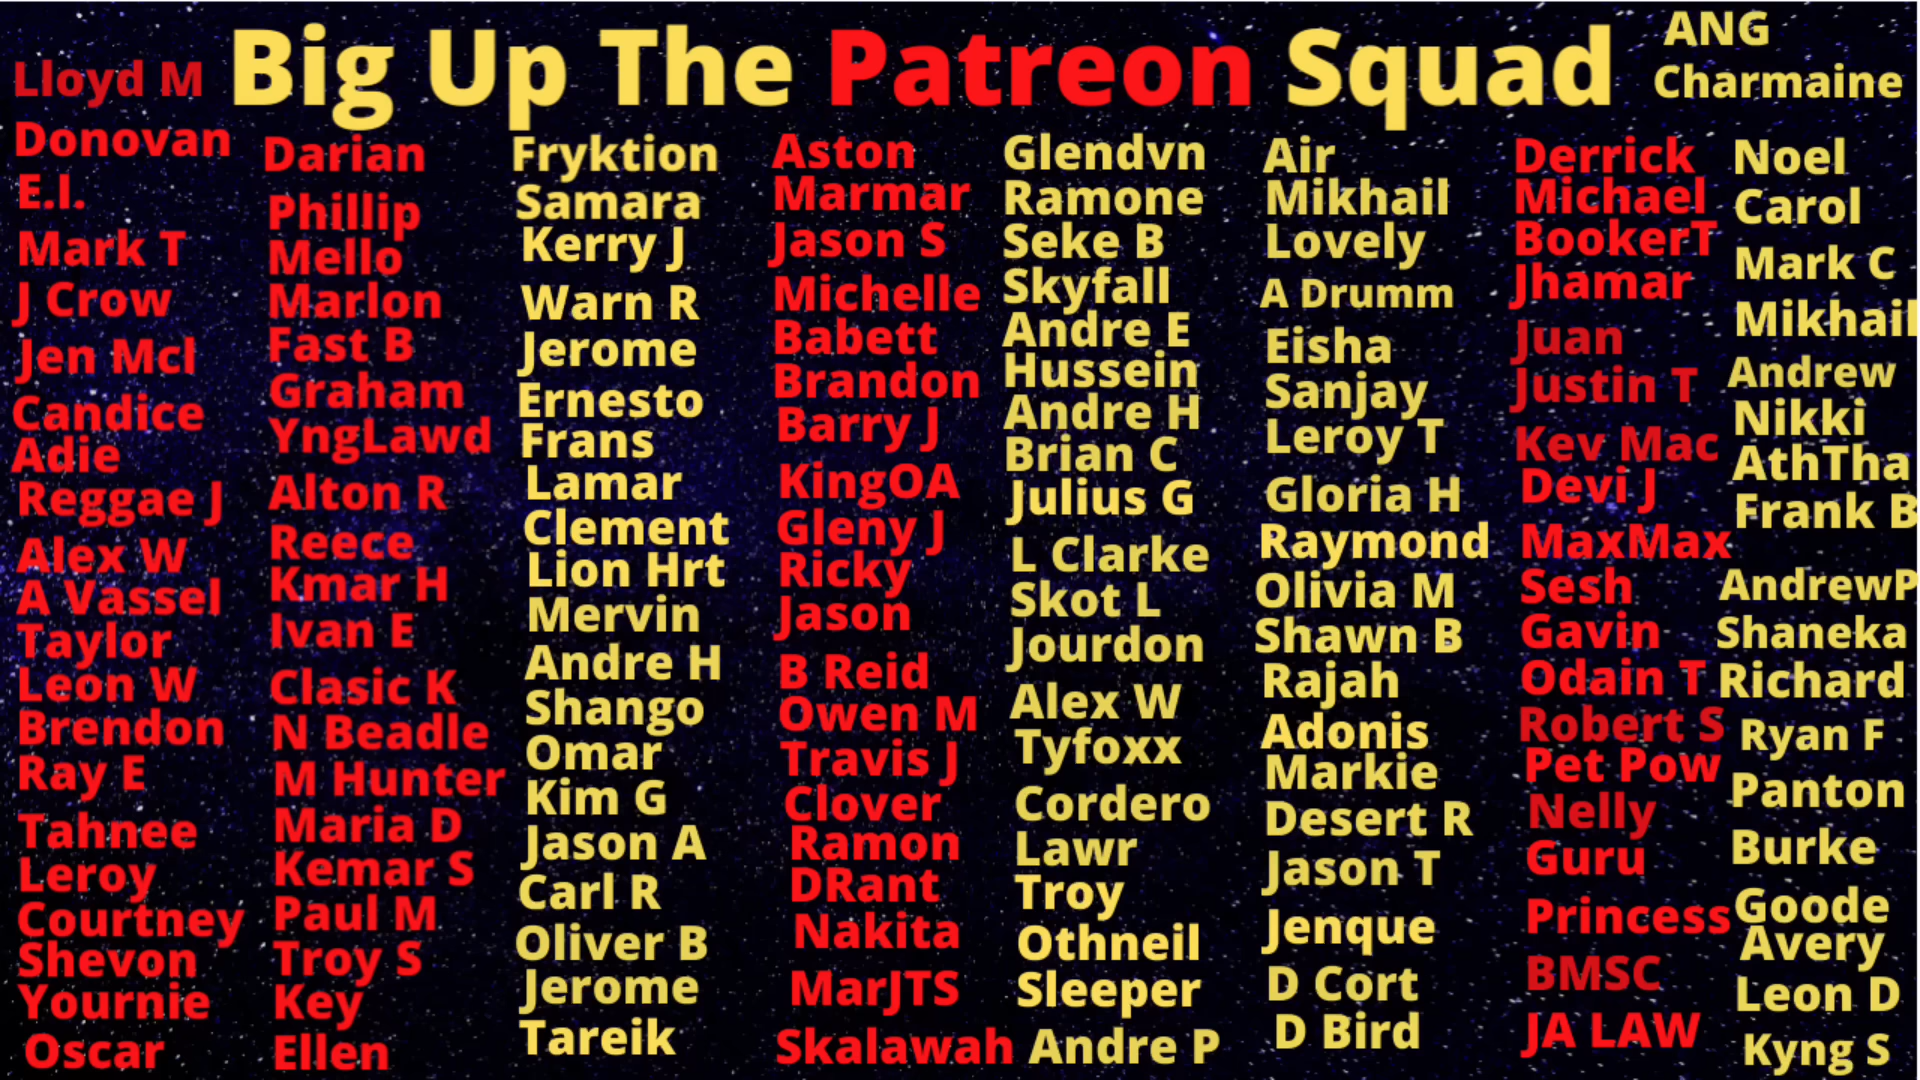 Big Up The Patreon Squad
Lloyd M
Donovan
E.I.
Mark T
J Crow
Jen Mcl
Candice
Adie
Reggae J
Alex W
A Vassel
Taylor
Leon W
Brendon
Ray E
Tahnee
Leroy
Courtney
Shevon
Yournie
Oscar
Darian
Phillip
Mello
Marlon
Fast B
Graham
YngLawd
Alton R
Reece
Kmar H
Ivan E
Clasic K
N Beadle
M Hunter
Maria D
Kemar S
Paul M
Troy S
Key
Ellen
Fryktion
Samara
Kerry J
Warn R
Jerome
Ernesto
Frans
Lamar
Clement
Lion Hrt
Mervin
Andre H
Shango
Omar
Kim G
Jason A
Carl R
Oliver B
Jerome
Tareik
Aston
Marmar
Jason S
Michelle
Babett
Brandon
Barry J
KingOA
Gleny J
Ricky
Jason
B Reid
Owen M
Travis J
Clover
Ramon
DRant
Nakita
MarJTS
Skalawah
Glendvn
Ramone
Seke B
Skyfall
Andre E
Hussein
Andre H
Brian C
Julius G
L Clarke
Skot L
Jourdon
Alex W
Tyfoxx
Cordero
Lawr
Troy
Othneil
Sleeper
Andre P
Air
Mikhail
Lovely
A Drumm
Eisha
Sanjay
Leroy T
Gloria H
Raymond
Olivia M
Shawn B
Rajah
Adonis
Markie
Desert R
Jason T
Jenque
D Cort
D Bird
Derrick
Michael
BookerT
Jhamar
Juan
Justin T
Kev Mac
Devi J
MaxMax
Sesh
Gavin
Odain T
Robert S
Pet Pow
Nelly
Guru
Princess
BMSC
JA LAW
ANG
Charmaine
Noel
Carol
Mark C
Mikhail
Andrew
Nikki
AthTha
Frank B
AndrewP
Shaneka
Richard
Ryan F
Panton
Burke
Goode
Avery
Leon D
Kyng S